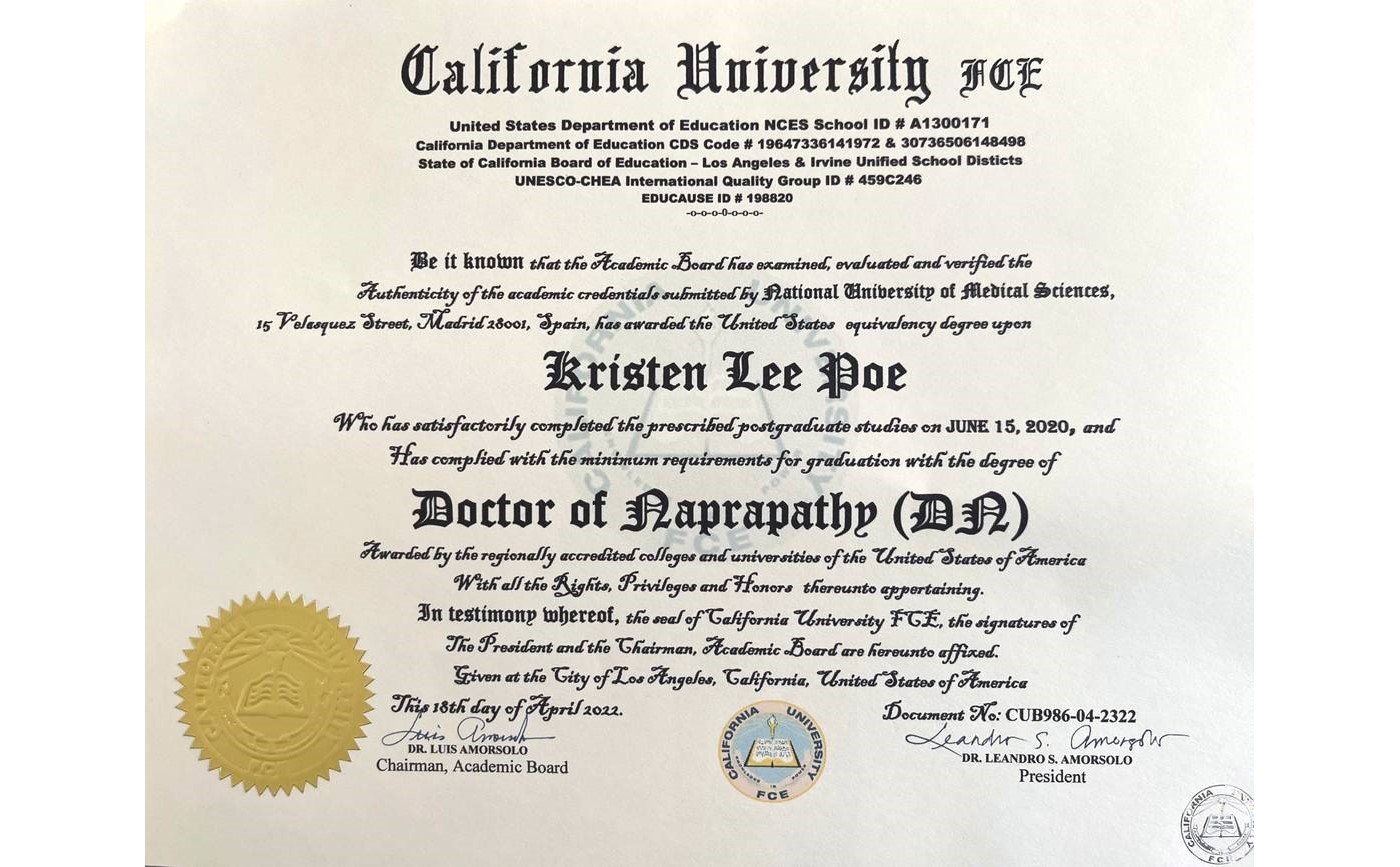 California University FCE
United States Department of Education NCES School ID # A1300171
California Department of Education CDS Code # 19647336141972 & 30736506148498
State of California Board of Education – Los Angeles & Irvine Unified School Disticts
UNESCO-CHEA International Quality Group ID # 459C246
EDUCAUSE ID # 198820
-o-o-o-0-o-o-o-
Be it known that the Academic Board has examined, evaluated and verified the
Authenticity of the academic credentials submitted by National University of Medical Sciences,
15 Velasquez Street, Madrid 28001, Spain, has awarded the United States equivalency degree upon
Kristen Lee Poe
Who has satisfactorily completed the prescribed postgraduate studies on JUNE 15, 2020, and
Has complied with the minimum requirements for graduation with the degree of
Doctor of Naprapathy (DN)
Awarded by the regionally accredited colleges and universities of the United States of America
With all the Rights, Privileges and Honors thereunto appertaining.
In testimony whereof, the seal of California University FCE, the signatures of
The President and the Chairman, Academic Board are hereunto affixed.
Given at the City of Los Angeles, California, United States of America
This 18th day of April 2022.
Luis Amorsolo
DR. LUIS AMORSOLO
Chairman, Academic Board
CALIFORNIA UNIVERSITY
FCE
Document No: CUB986-04-2322
Leandro S. Amorsolo
DR. LEANDRO S. AMORSOLO
President
CALIFORNIA
FCE